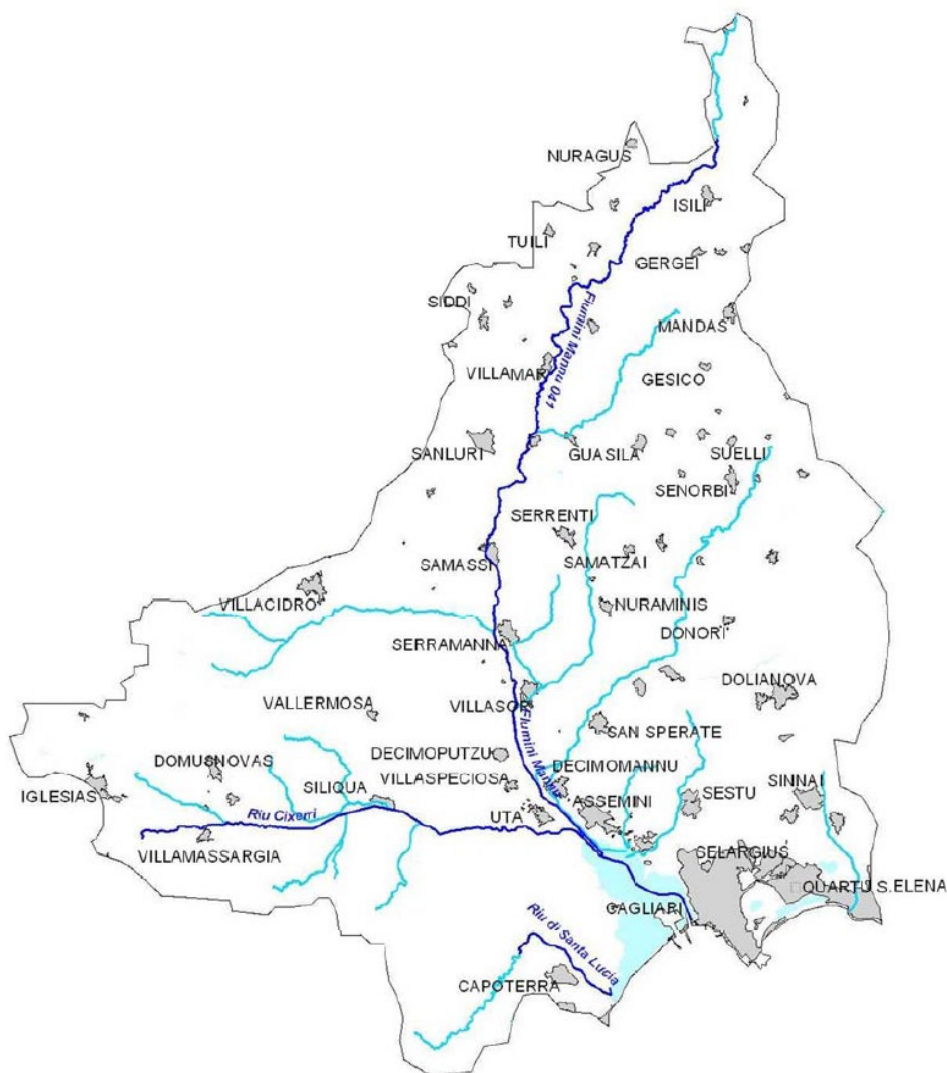 NURAGUS
ISILI
TUILI
GERGEI
SIDDI
Flumini Mannu 041
MANDAS
VILLAMAR
GESICO
SANLURI
GUASILA
SUELLI
SENORBI
SERRENTI
SAMASSI
SAMATZAI
VILLACIDRO
NURAMINIS
DONORI
SERRAMANNA
DOLIANOVA
VALLERMOSA
VILLASOR
Flumini Mannu
SAN SPERATE
DECIMOPUTZU
DOMUSNOVAS
DECIMOMANNU
VILLASPECIOSA
SINNAI
IGLESIAS
SILIQUA
SESTU
ASSEMINI
Riu Cixerri
UTA
VILLAMASSARGIA
SELARGIUS
QUARTU S.ELENA
CAGLIARI
Riu di Santa Lucia
CAPOTERRA